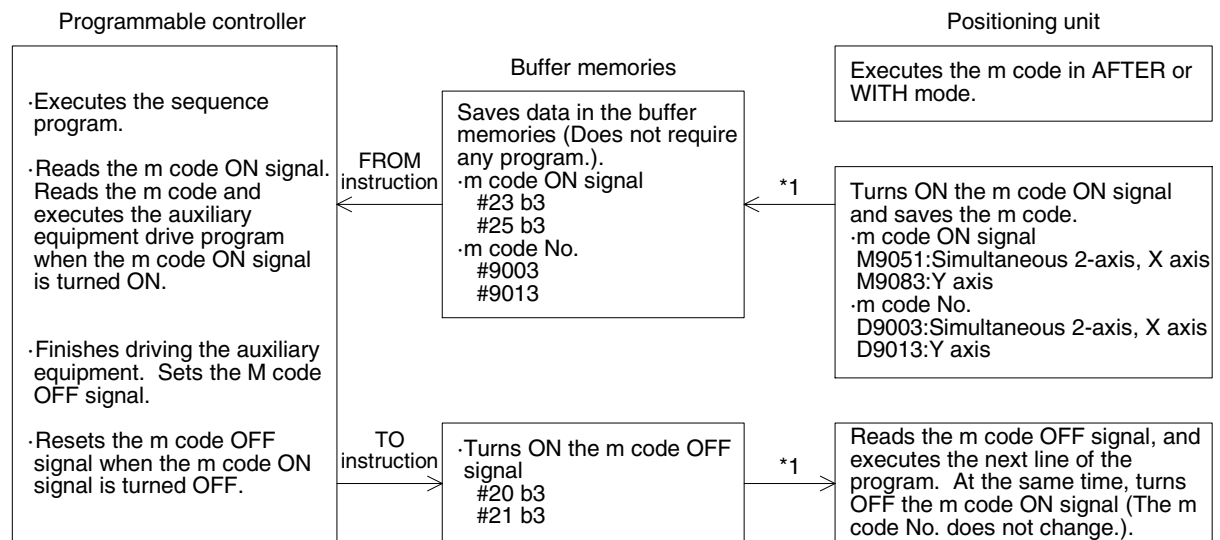 Programmable controller
·Executes the sequence
program.
·Reads the m code ON signal.
Reads the m code and
executes the auxiliary
equipment drive program
when the m code ON signal
is turned ON.
·Finishes driving the auxiliary
equipment. Sets the M code
OFF signal.
·Resets the m code OFF
signal when the m code ON
signal is turned OFF.
FROM
instruction
TO
instruction
Buffer memories
Saves data in the buffer
memories (Does not require
any program.).
·m code ON signal
#23 b3
#25 b3
·m code No.
#9003
#9013
·Turns ON the m code OFF
signal
#20 b3
#21 b3
*1
*1
Positioning unit
Executes the m code in AFTER or
WITH mode.
Turns ON the m code ON signal
and saves the m code.
·m code ON signal
M9051:Simultaneous 2-axis, X axis
M9083:Y axis
·m code No.
D9003:Simultaneous 2-axis, X axis
D9013:Y axis
Reads the m code OFF signal, and
executes the next line of the
program. At the same time, turns
OFF the m code ON signal (The m
code No. does not change.).